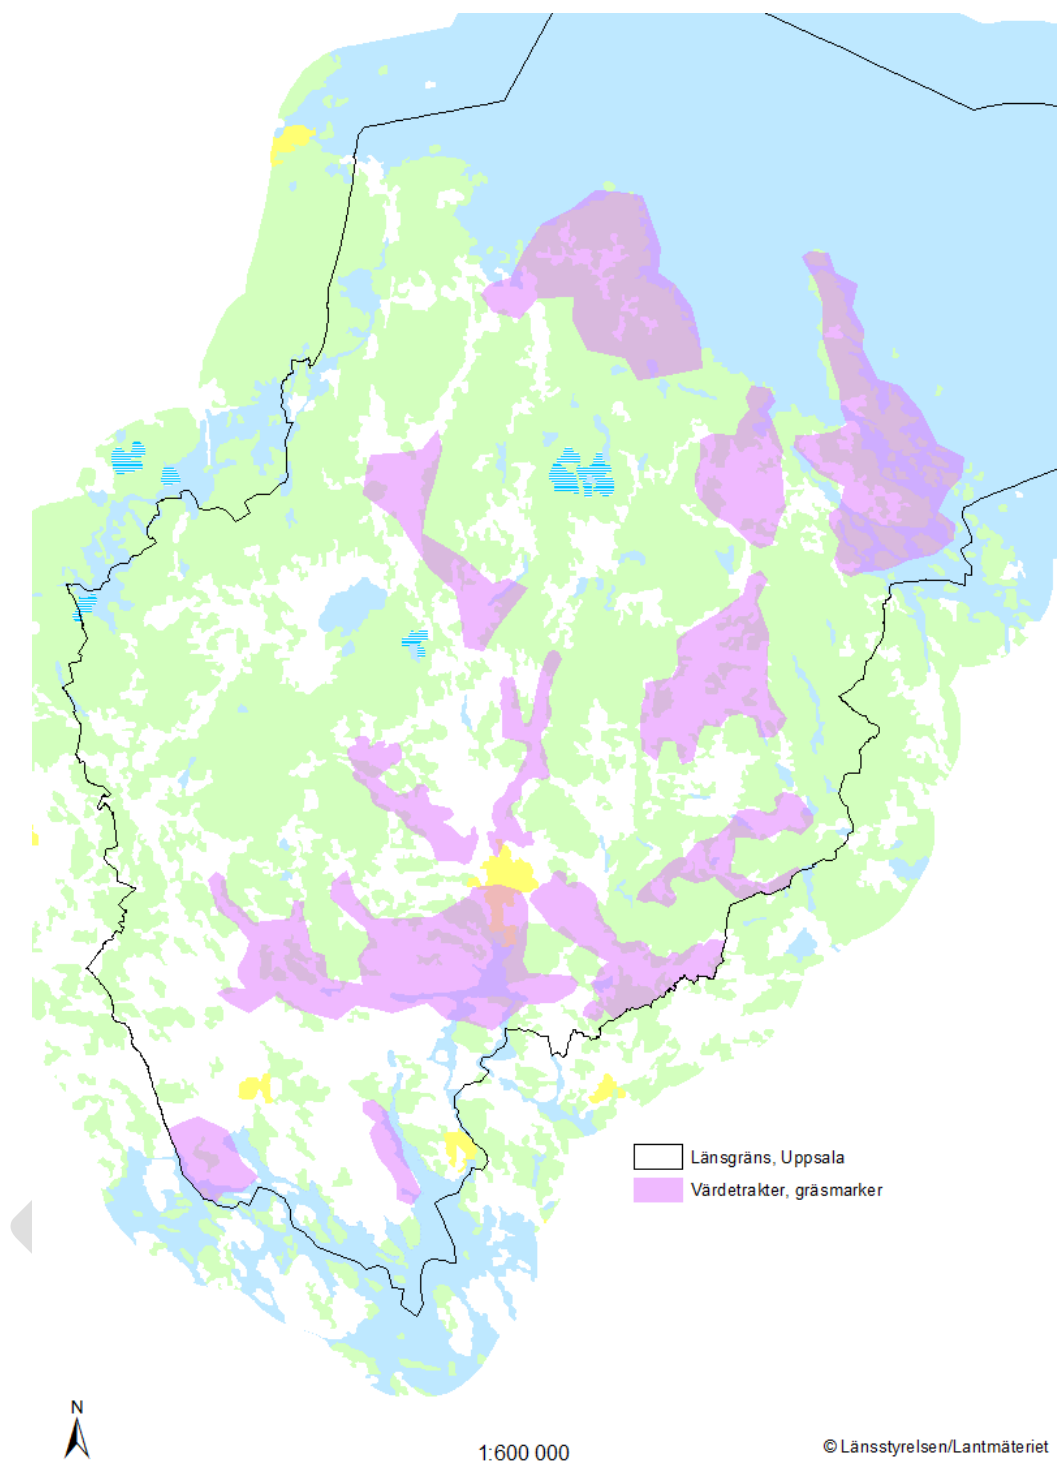 Länsgräns, Uppsala
Värdetrakter, gräsmarker
N
1:600 000
© Länsstyrelsen/Lantmäteriet